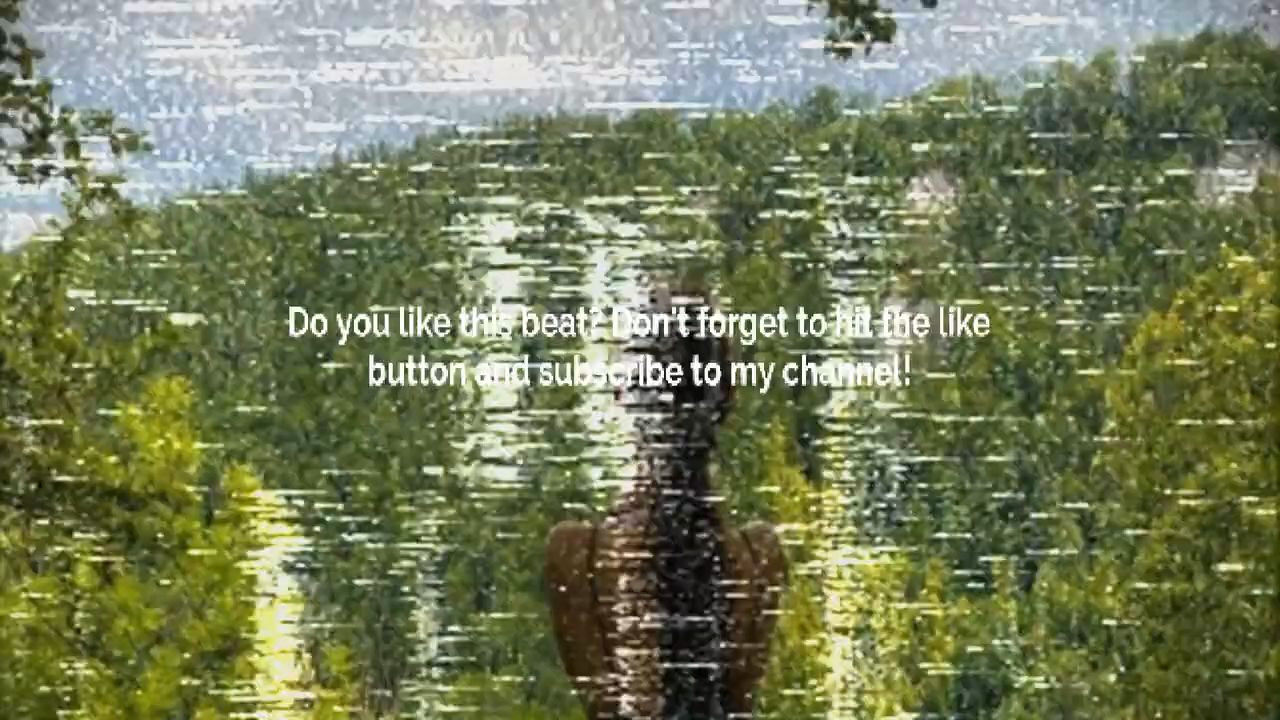 Do you like this beat? Don't forget to hit the like
button and subscribe to my channel!